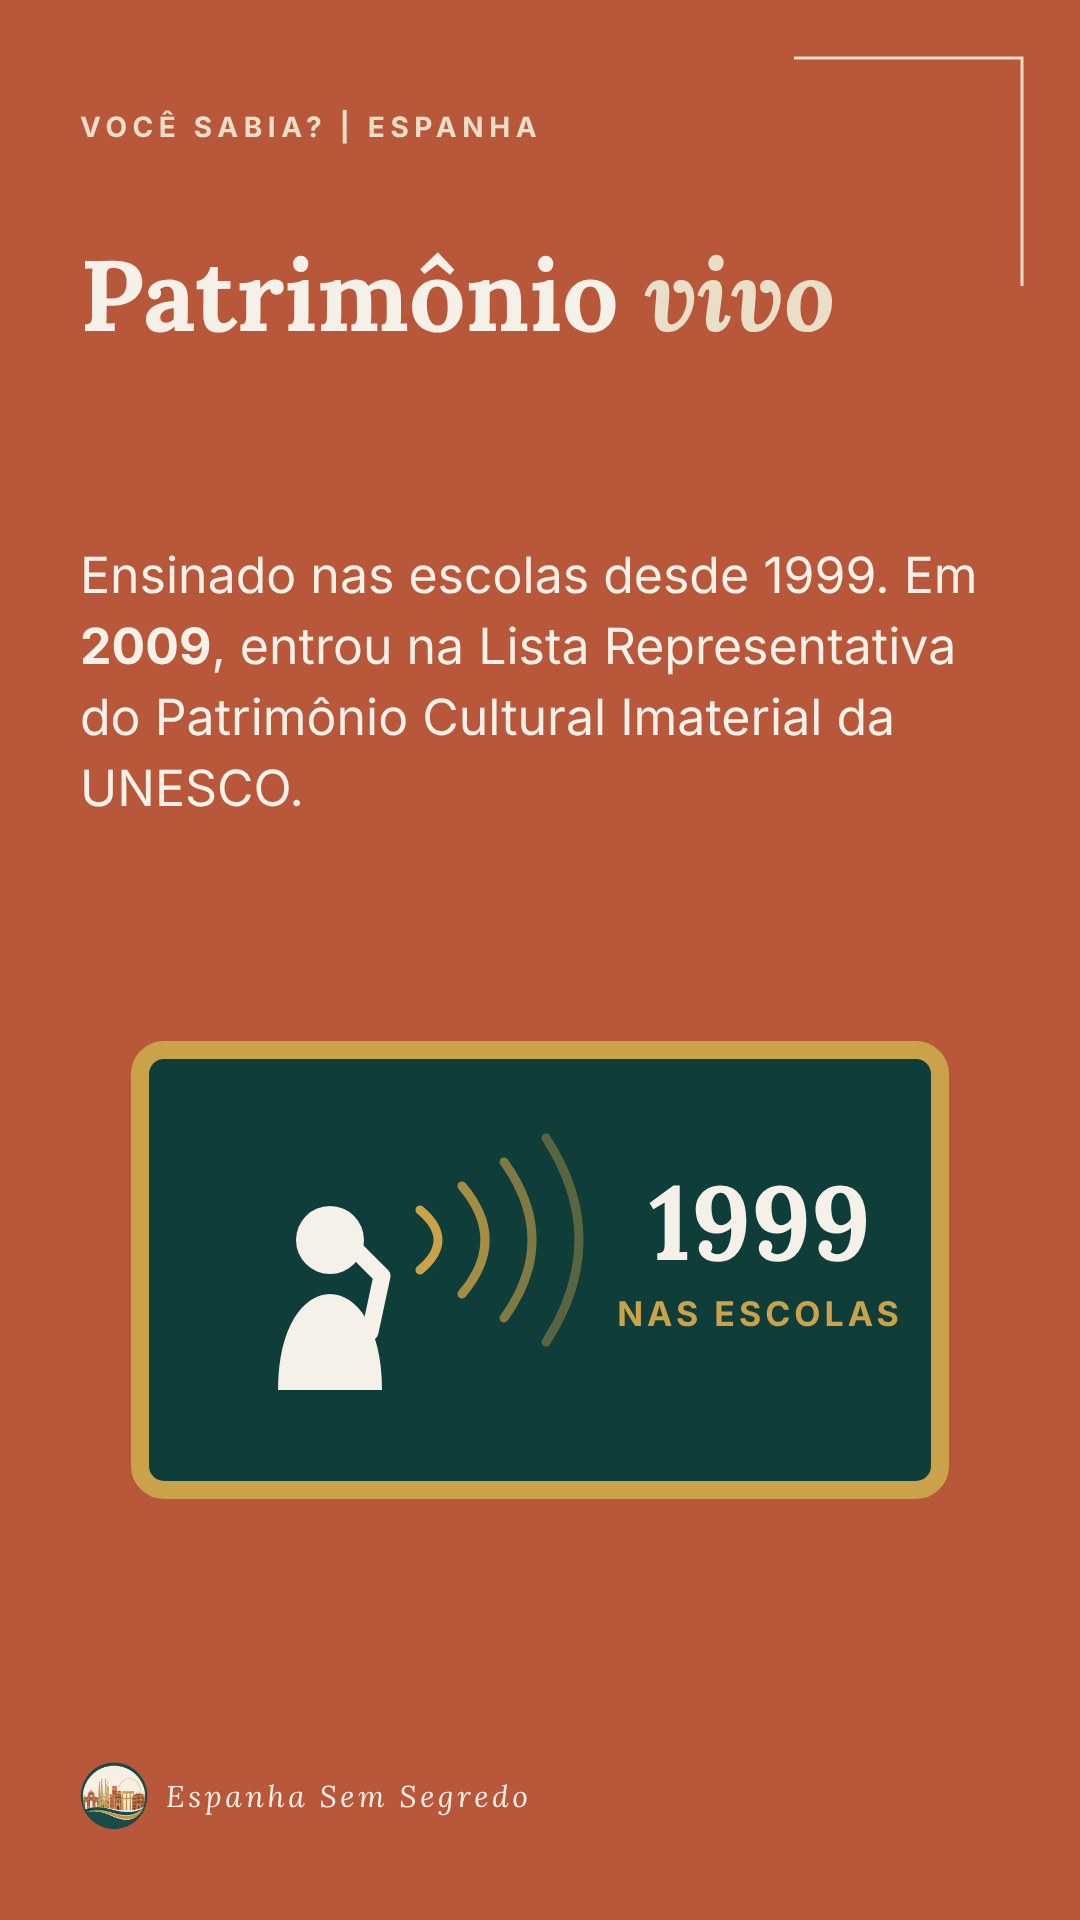 VOCÊ SABIA? | ESPANHA
Patrimônio vivo
Ensinado nas escolas desde 1999. Em
2009, entrou na Lista Representativa
do Patrimônio Cultural Imaterial da
UNESCO.
1999
NAS ESCOLAS
Espanha Sem Segredo